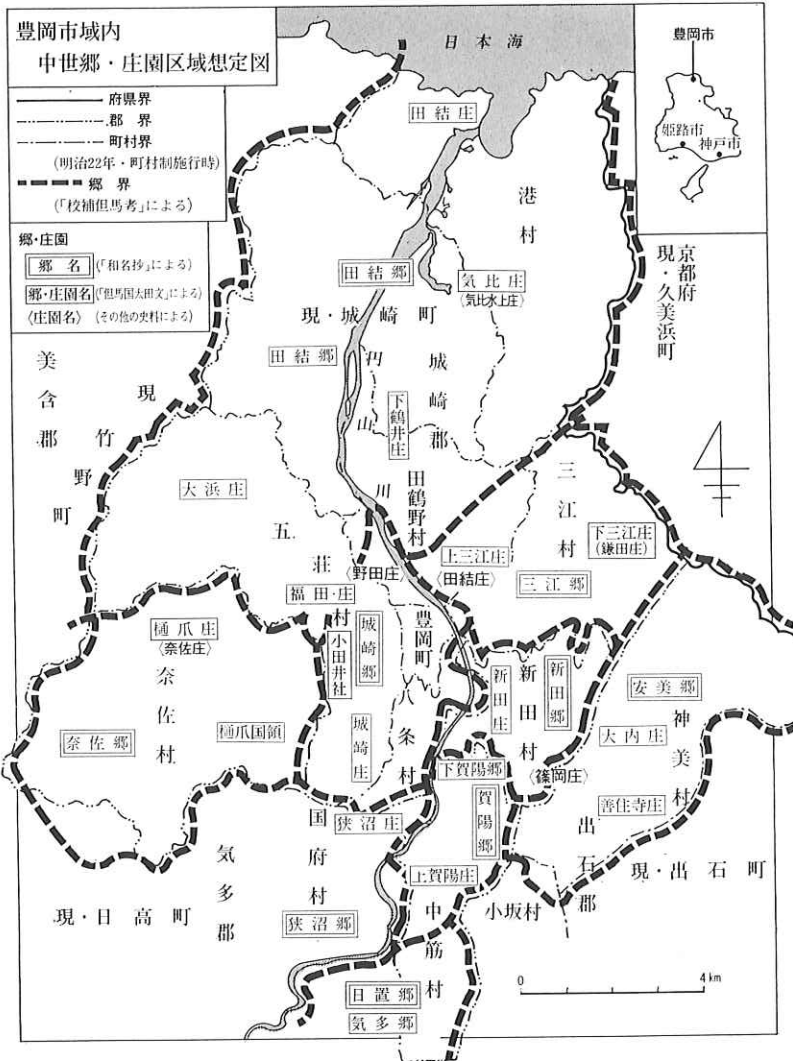 豊岡市域内
中世郷・庄園区域想定図
府県界
郡界
町村界
(明治22年・町村制施行時)
郷界
(「校補但馬考」による)
郷・庄園
郷名 (「和名抄」による)
郷・庄園名 (「但馬国太田文」による)
〈庄園名〉 (その他の史料による)
日本海
豊岡市
姫路市
神戸市
田結庄
港村
田結郷
気比庄
(気比水上庄)
現・城崎町
京都府
現・久美浜町
田結郷
円山川
城崎郡
下鶴井庄
美含郡
現竹野町
大浜庄
田鶴野村
三江村
五荘村
上三江庄
下三江庄
(鎌田庄)
〈野田庄〉
〈田結庄〉
三江郷
福田庄
城崎郷
豊岡町
小田井社
樋爪庄
〈奈佐庄〉
奈佐村
新田庄
新田村
新田郷
安美郷
神美村
奈佐郷
樋爪国領
城崎庄
条村
大内庄
下賀陽郷
〈篠岡庄〉
賀陽郷
善住寺庄
国府村
狭沼庄
出石郡
気多郡
上賀陽庄
現・出石町
現・日高町
狭沼郷
中筋村
小坂村
日置郷
気多郷
0 4km